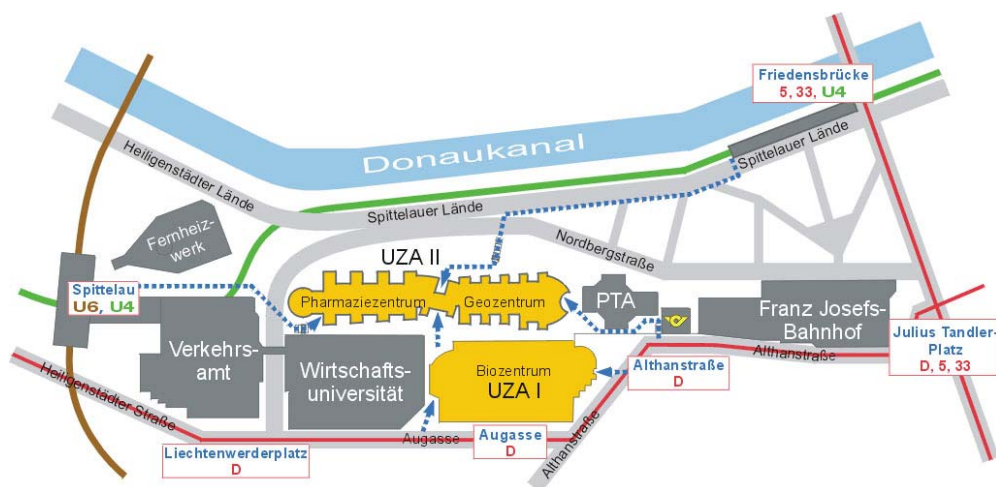 Friedensbrücke
5, 33, U4
Donaukanal
Spittelauer Lände
Heiligenstädter Lände
Spittelauer Lände
Fernheiz-
werk
Nordbergstraße
UZA II
Spittelau
U6, U4
Pharmaziezentrum
Geozentrum
PTA
Franz Josefs-
Bahnhof
Verkehrs-
amt
Wirtschafts-
universität
Biozentrum
UZA I
Althanstraße
D
Althanstraße
Julius Tandler-
Platz
D, 5, 33
Heiligenstädter Straße
Augasse
Augasse
D
Althanstraße
Liechtenwerderplatz
D